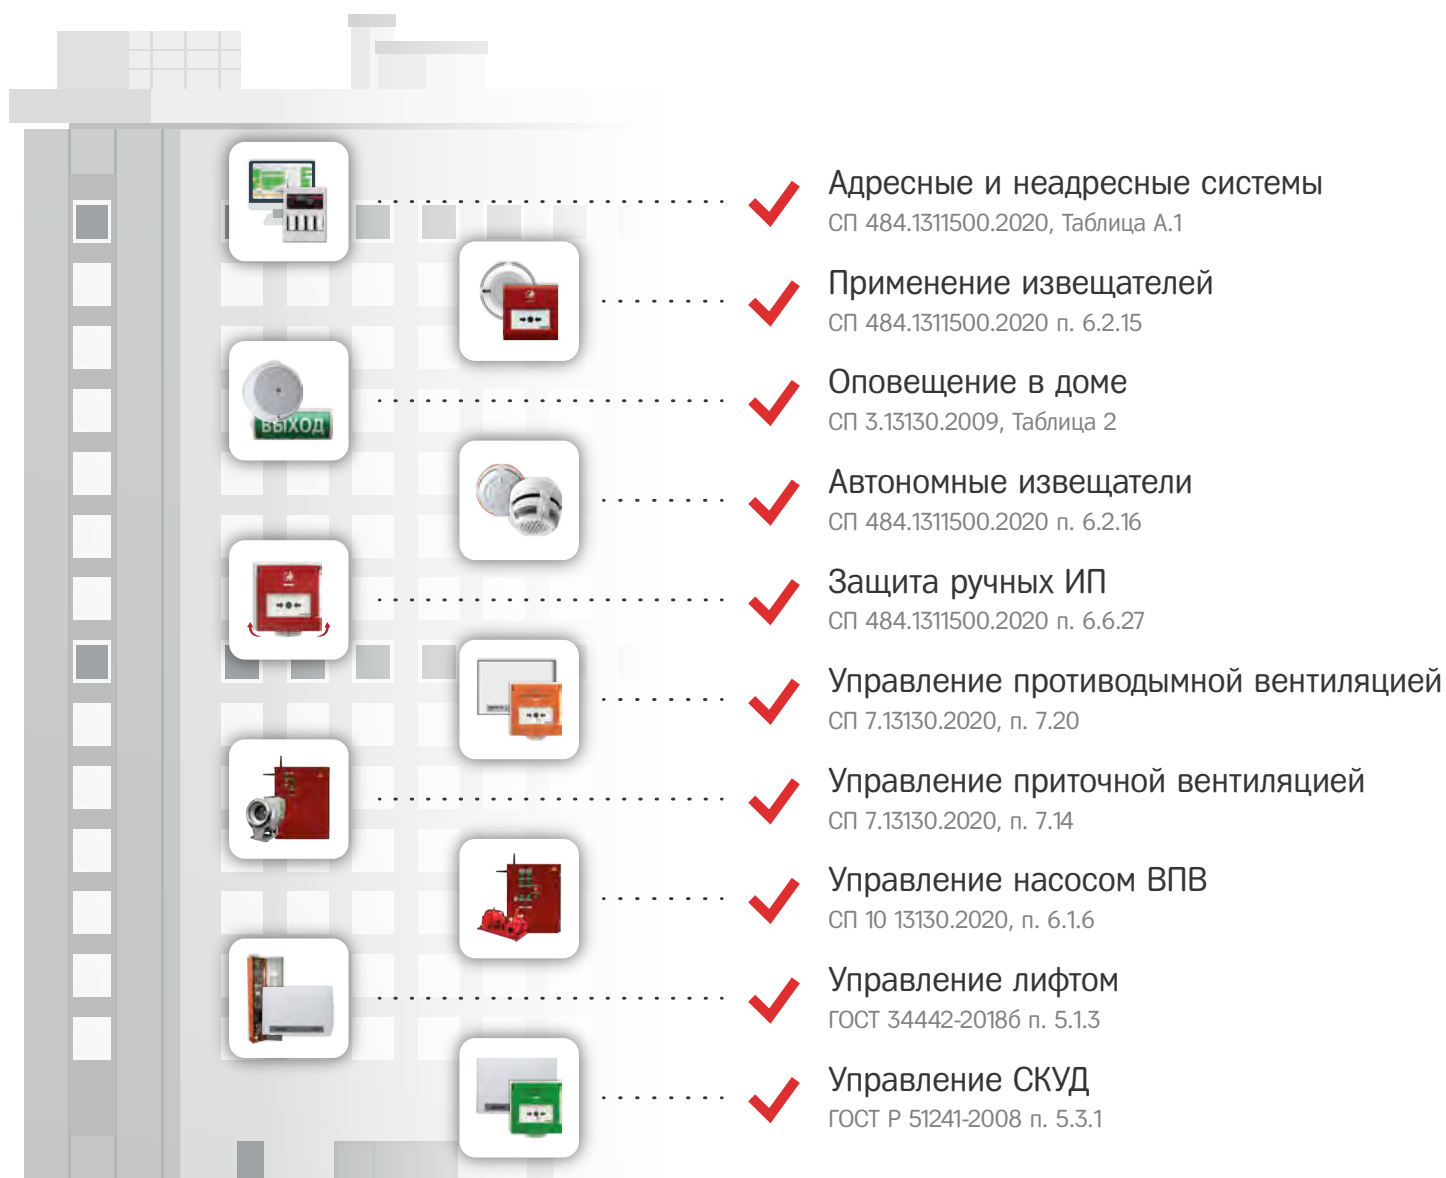 Адресные и неадресные системы
СП 484.1311500.2020, Таблица А.1
Применение извещателей
СП 484.1311500.2020 п. 6.2.15
Оповещение в доме
СП 3.13130.2009, Таблица 2
ВЫХОД
Автономные извещатели
СП 484.1311500.2020 п. 6.2.16
Защита ручных ИП
СП 484.1311500.2020 п. 6.6.27
Управление противодымной вентиляцией
СП 7.13130.2020, п. 7.20
Управление приточной вентиляцией
СП 7.13130.2020, п. 7.14
Управление насосом ВПВ
СП 10 13130.2020, п. 6.1.6
Управление лифтом
ГОСТ 34442-2018б п. 5.1.3
Управление СКУД
ГОСТ Р 51241-2008 п. 5.3.1